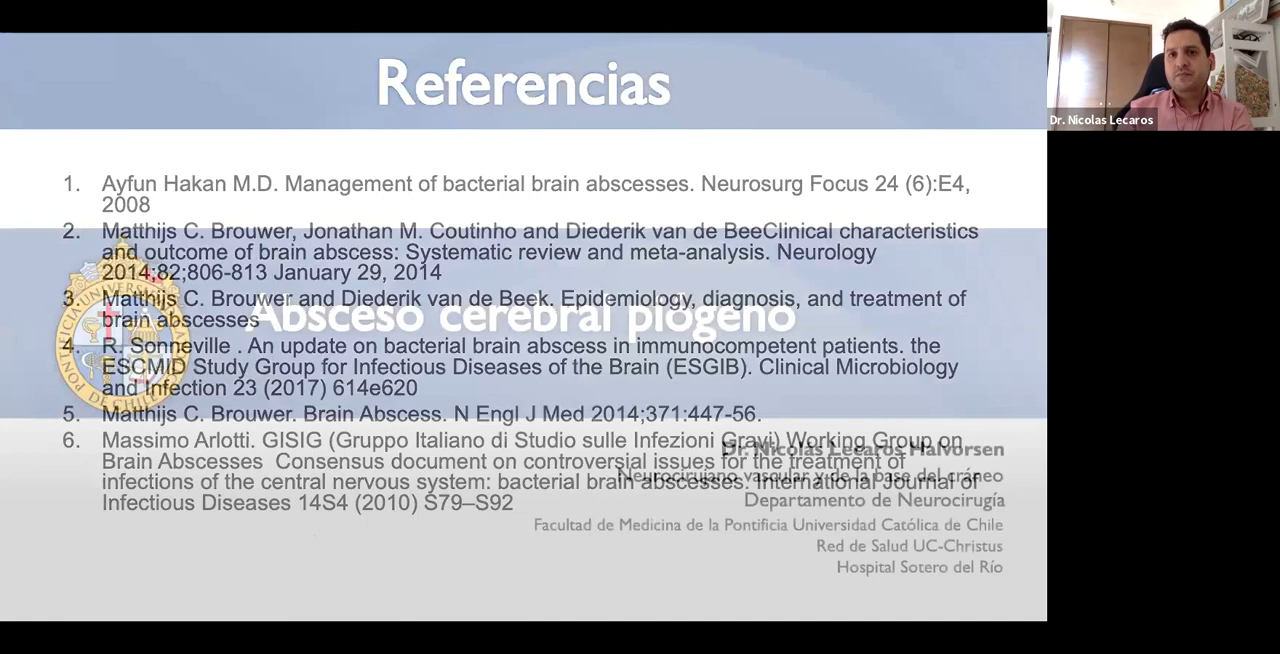 Referencias
1. Ayfun Hakan M.D. Management of bacterial brain abscesses. Neurosurg Focus 24 (6):E4,
2008
2. Matthijs C. Brouwer, Jonathan M. Coutinho and Diederik van de BeeClinical characteristics
and outcome of brain abscess: Systematic review and meta-analysis. Neurology
2014;82;806-813 January 29, 2014
3. Matthijs C. Brouwer and Diederik van de Beek. Epidemiology, diagnosis, and treatment of
brain abscesses
4. R. Sonneville . An update on bacterial brain abscess in immunocompetent patients. the
ESCMID Study Group for Infectious Diseases of the Brain (ESGIB). Clinical Microbiology
and Infection 23 (2017) 614e620
5. Matthijs C. Brouwer. Brain Abscess. N Engl J Med 2014;371:447-56.
6. Massimo Arlotti. GISIG (Gruppo Italiano di Studio sulle Infezioni Gravi) Working Group on
Brain Abscesses Consensus document on controversial issues for the treatment of
infections of the central nervous system: bacterial brain abscesses. International Journal of
Infectious Diseases 14S4 (2010) S79–S92
Absceso cerebral piógeno
Dr. Nicolas Lecaros Halvorsen
Neurocirujano vascular y de la base del cráneo
Departamento de Neurocirugía
Facultad de Medicina de la Pontificia Universidad Católica de Chile
Red de Salud UC-Christus
Hospital Sotero del Río
Dr. Nicolas Lecaros